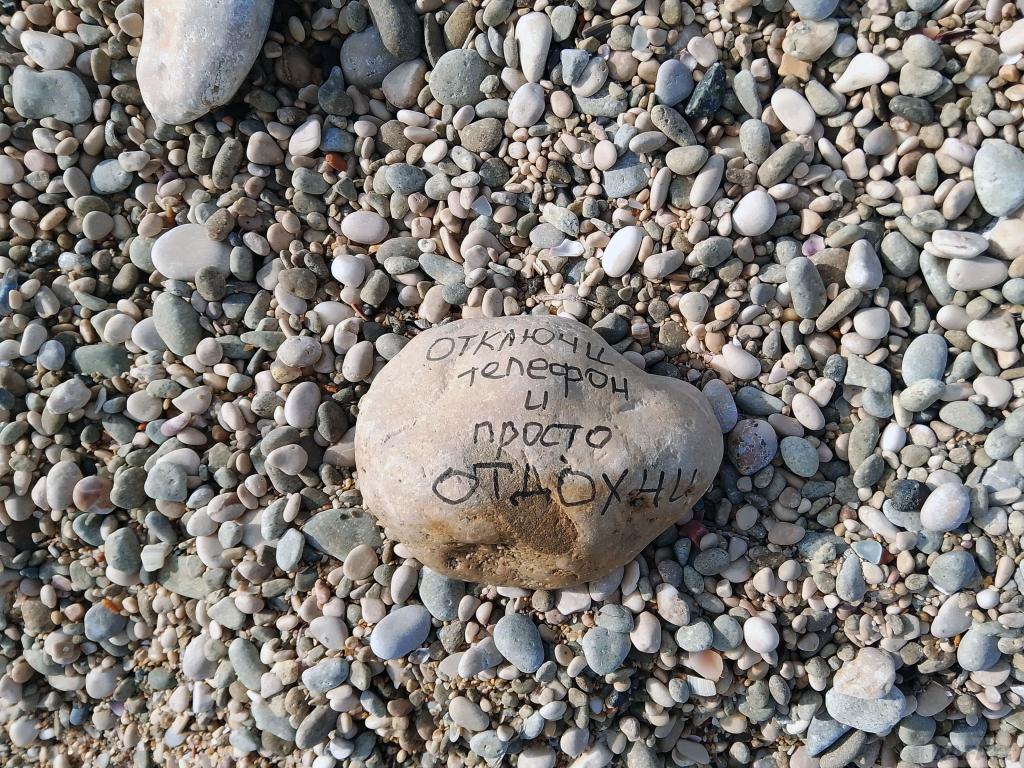 ОТКЛЮЧИ
телефон
и
просто
ОТДОХНИ